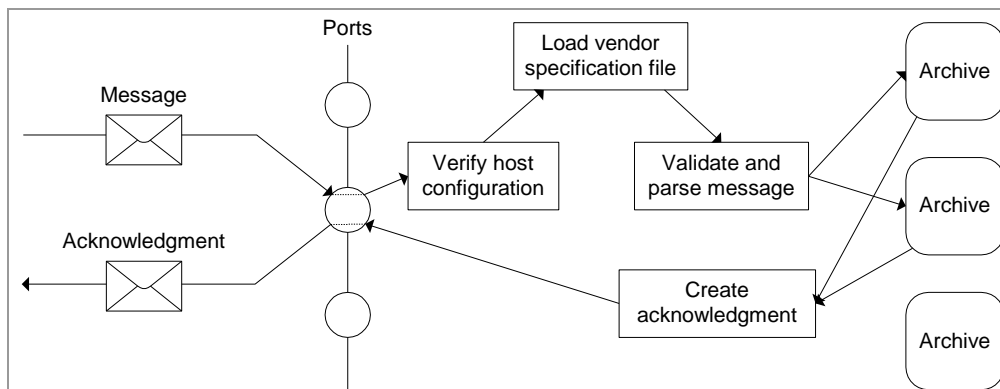 Ports
Load vendor
specification file
Archive
Message
Verify host
configuration
Validate and
parse message
Archive
Acknowledgment
Create
acknowledgment
Archive